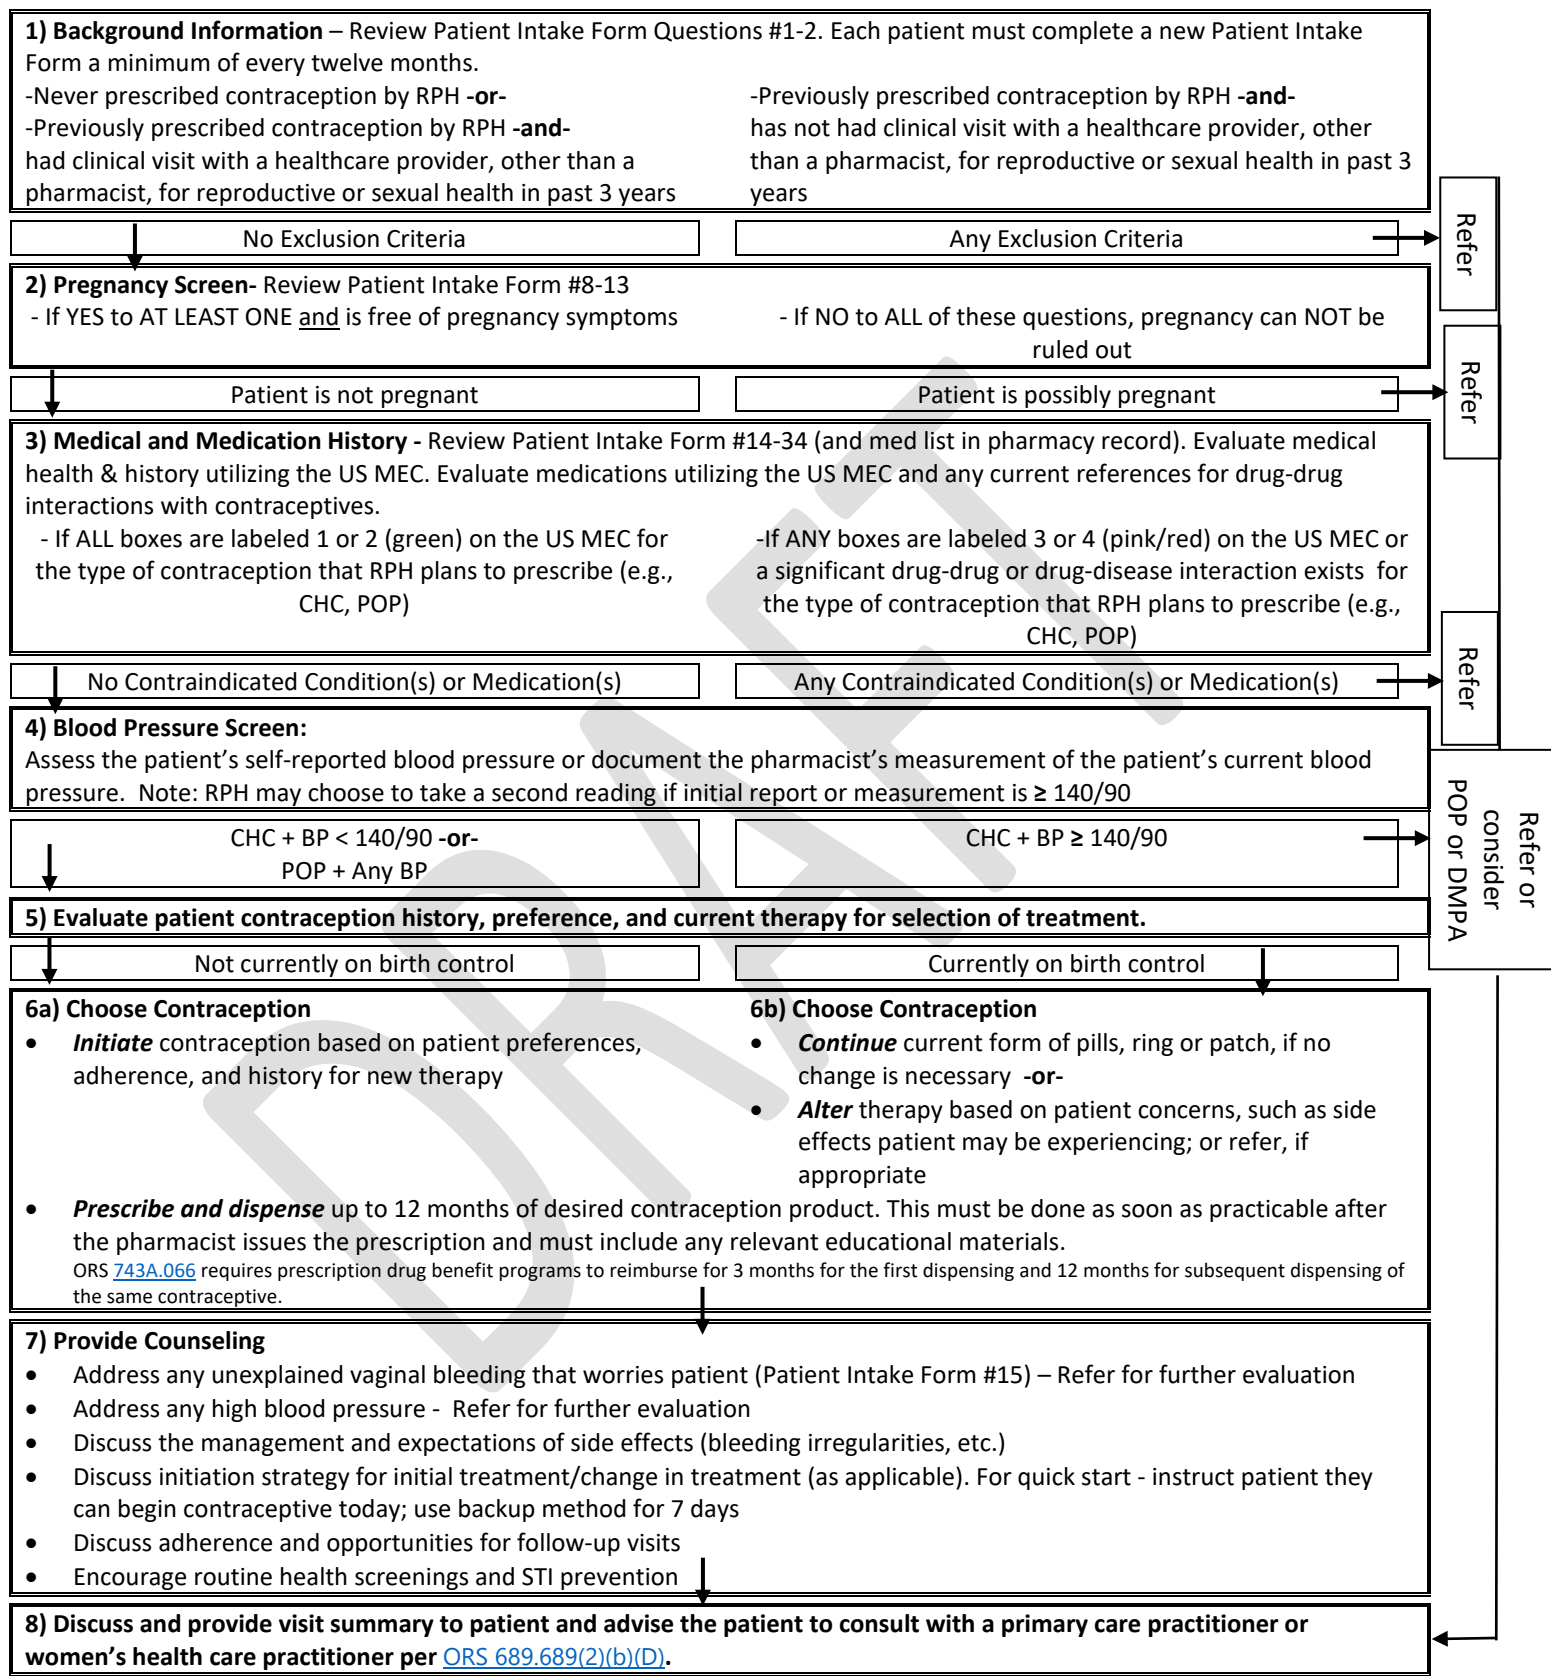 1) Background Information – Review Patient Intake Form Questions #1-2. Each patient must complete a new Patient Intake
Form a minimum of every twelve months.
-Never prescribed contraception by RPH -or-
-Previously prescribed contraception by RPH -and-
had clinical visit with a healthcare provider, other than a
pharmacist, for reproductive or sexual health in past 3 years
-Previously prescribed contraception by RPH -and-
has not had clinical visit with a healthcare provider, other
than a pharmacist, for reproductive or sexual health in past 3
years
No Exclusion Criteria
Any Exclusion Criteria
Refer
2) Pregnancy Screen- Review Patient Intake Form #8-13
- If YES to AT LEAST ONE and is free of pregnancy symptoms
- If NO to ALL of these questions, pregnancy can NOT be
ruled out
Patient is not pregnant
Patient is possibly pregnant
Refer
3) Medical and Medication History - Review Patient Intake Form #14-34 (and med list in pharmacy record). Evaluate medical
health & history utilizing the US MEC. Evaluate medications utilizing the US MEC and any current references for drug-drug
interactions with contraceptives.
- If ALL boxes are labeled 1 or 2 (green) on the US MEC for
the type of contraception that RPH plans to prescribe (e.g.,
CHC, POP)
-If ANY boxes are labeled 3 or 4 (pink/red) on the US MEC or
a significant drug-drug or drug-disease interaction exists for
the type of contraception that RPH plans to prescribe (e.g.,
CHC, POP)
No Contraindicated Condition(s) or Medication(s)
Any Contraindicated Condition(s) or Medication(s)
Refer
4) Blood Pressure Screen:
Assess the patient’s self-reported blood pressure or document the pharmacist’s measurement of the patient’s current blood
pressure. Note: RPH may choose to take a second reading if initial report or measurement is ≥ 140/90
CHC + BP < 140/90 -or-
POP + Any BP
CHC + BP ≥ 140/90
Refer or
consider
POP or DMPA
5) Evaluate patient contraception history, preference, and current therapy for selection of treatment.
Not currently on birth control
Currently on birth control
6a) Choose Contraception
• Initiate contraception based on patient preferences,
adherence, and history for new therapy
6b) Choose Contraception
• Continue current form of pills, ring or patch, if no
change is necessary -or-
• Alter therapy based on patient concerns, such as side
effects patient may be experiencing; or refer, if
appropriate
• Prescribe and dispense up to 12 months of desired contraception product. This must be done as soon as practicable after
the pharmacist issues the prescription and must include any relevant educational materials.
ORS 743A.066 requires prescription drug benefit programs to reimburse for 3 months for the first dispensing and 12 months for subsequent dispensing of
the same contraceptive.
7) Provide Counseling
• Address any unexplained vaginal bleeding that worries patient (Patient Intake Form #15) – Refer for further evaluation
• Address any high blood pressure - Refer for further evaluation
• Discuss the management and expectations of side effects (bleeding irregularities, etc.)
• Discuss initiation strategy for initial treatment/change in treatment (as applicable). For quick start - instruct patient they
can begin contraceptive today; use backup method for 7 days
• Discuss adherence and opportunities for follow-up visits
• Encourage routine health screenings and STI prevention
8) Discuss and provide visit summary to patient and advise the patient to consult with a primary care practitioner or
women’s health care practitioner per ORS 689.689(2)(b)(D).
DRAFT